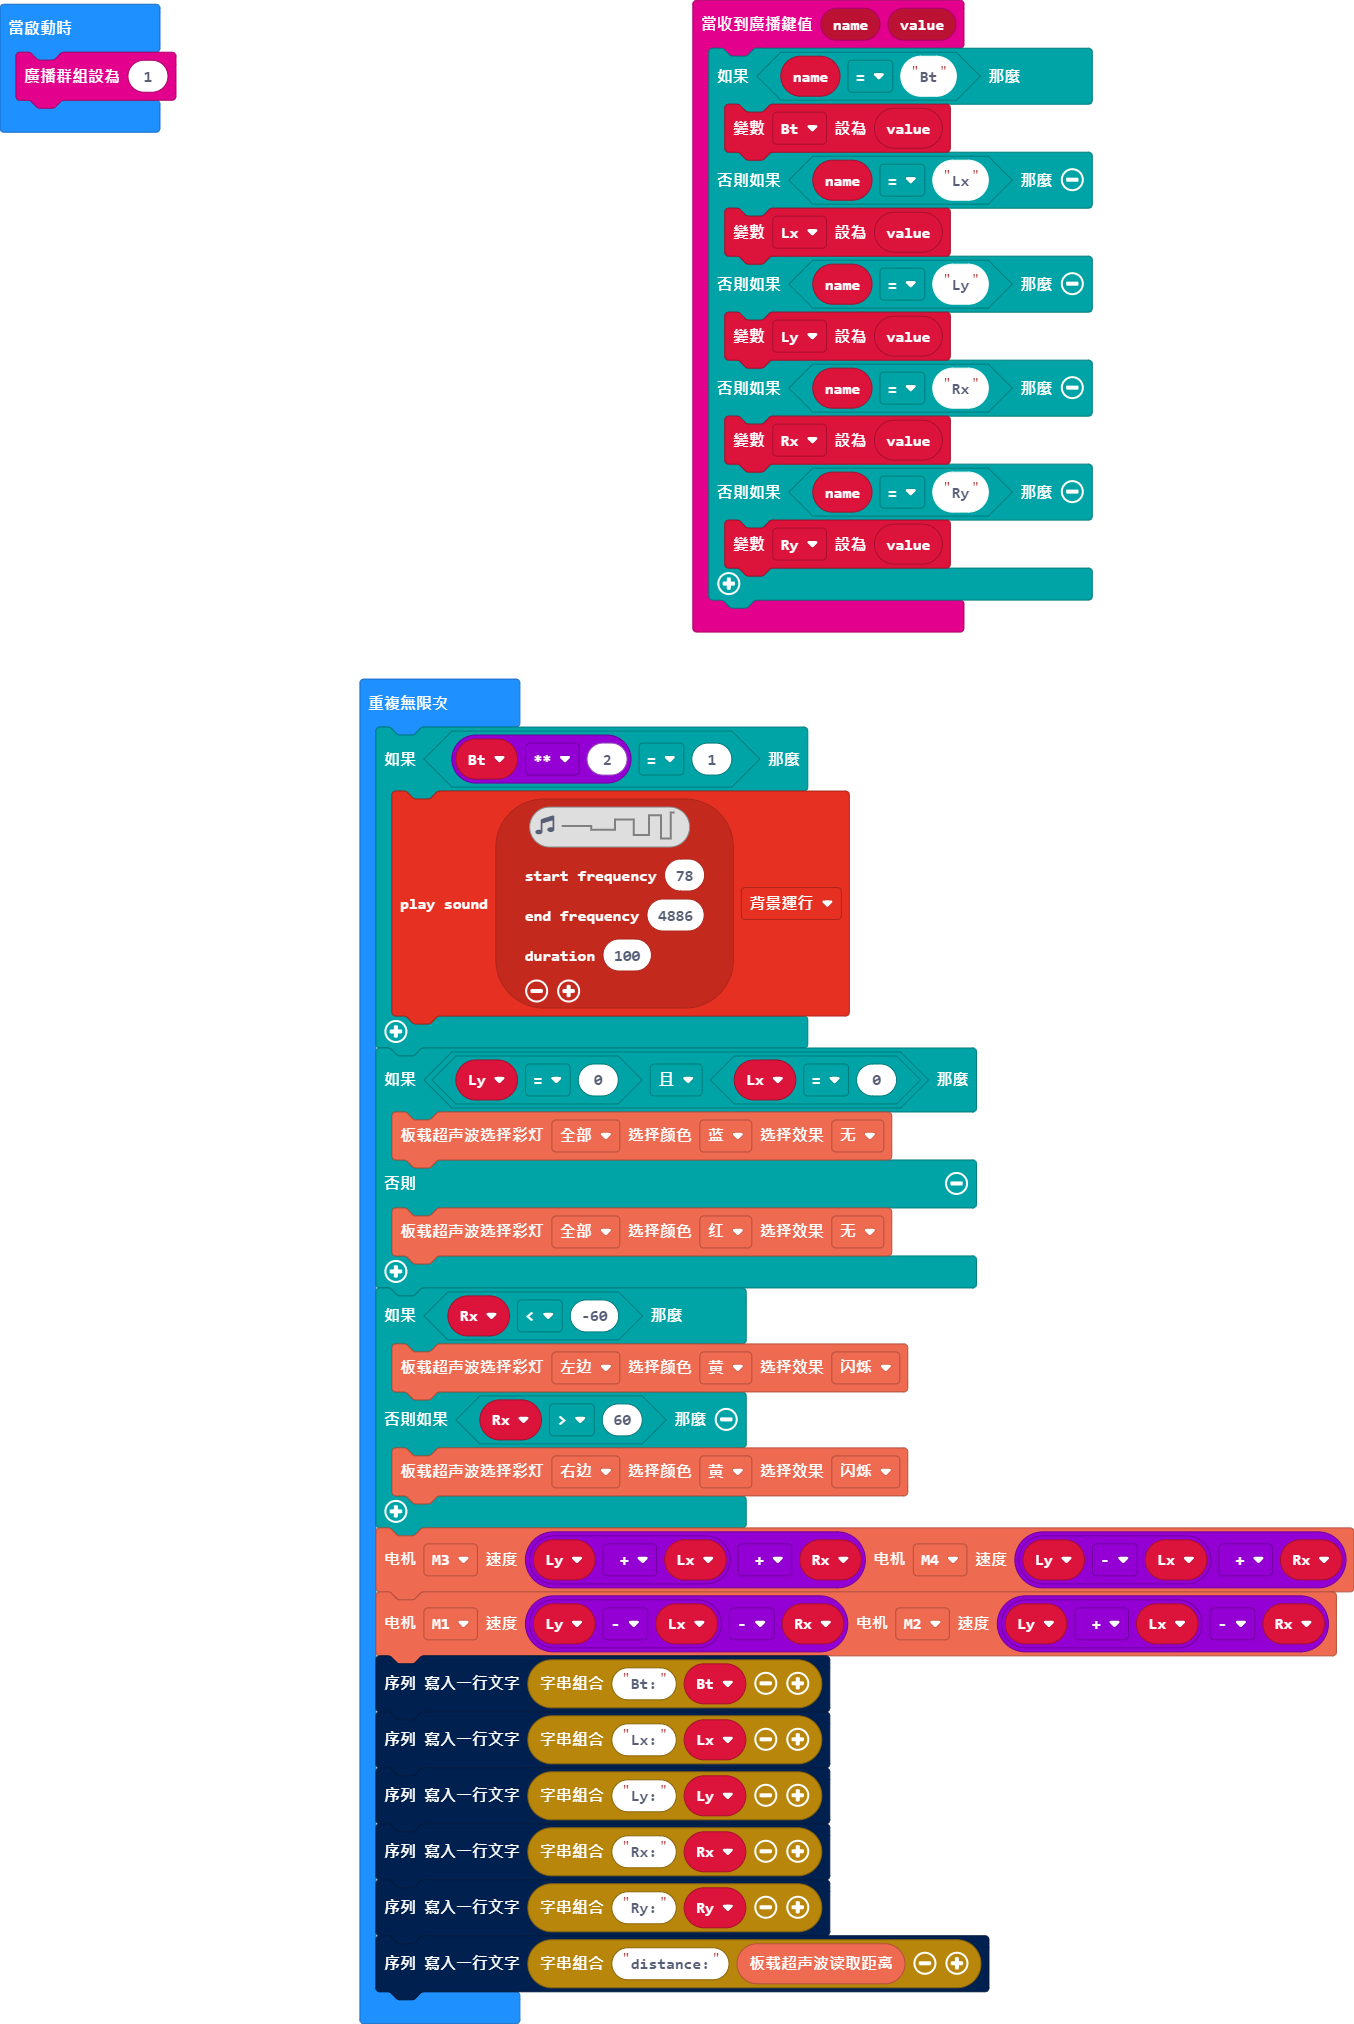 當啟動時
廣播群組設為 1
當收到廣播鍵值 name value
如果 name = "Bt" 那麼
變數 Bt 設為 value
否則如果 name = "Lx" 那麼
變數 Lx 設為 value
否則如果 name = "Ly" 那麼
變數 Ly 設為 value
否則如果 name = "Rx" 那麼
變數 Rx 設為 value
否則如果 name = "Ry" 那麼
變數 Ry 設為 value
重複無限次
如果 Bt ** 2 = 1 那麼
start frequency 78
play sound 背景運行
end frequency 4886
duration 100
如果 Ly = 0 且 Lx = 0 那麼
板载超声波选择彩灯 全部 选择颜色 蓝 选择效果 无
否則
板载超声波选择彩灯 全部 选择颜色 红 选择效果 无
如果 Rx < -60 那麼
板载超声波选择彩灯 左边 选择颜色 黄 选择效果 闪烁
否則如果 Rx > 60 那麼
板载超声波选择彩灯 右边 选择颜色 黄 选择效果 闪烁
电机 M3 速度 Ly + Lx + Rx 电机 M4 速度 Ly - Lx + Rx
电机 M1 速度 Ly - Lx - Rx 电机 M2 速度 Ly + Lx - Rx
序列 寫入一行文字 字串組合 "Bt:" Bt
序列 寫入一行文字 字串組合 "Lx:" Lx
序列 寫入一行文字 字串組合 "Ly:" Ly
序列 寫入一行文字 字串組合 "Rx:" Rx
序列 寫入一行文字 字串組合 "Ry:" Ry
序列 寫入一行文字 字串組合 "distance:" 板载超声波读取距离